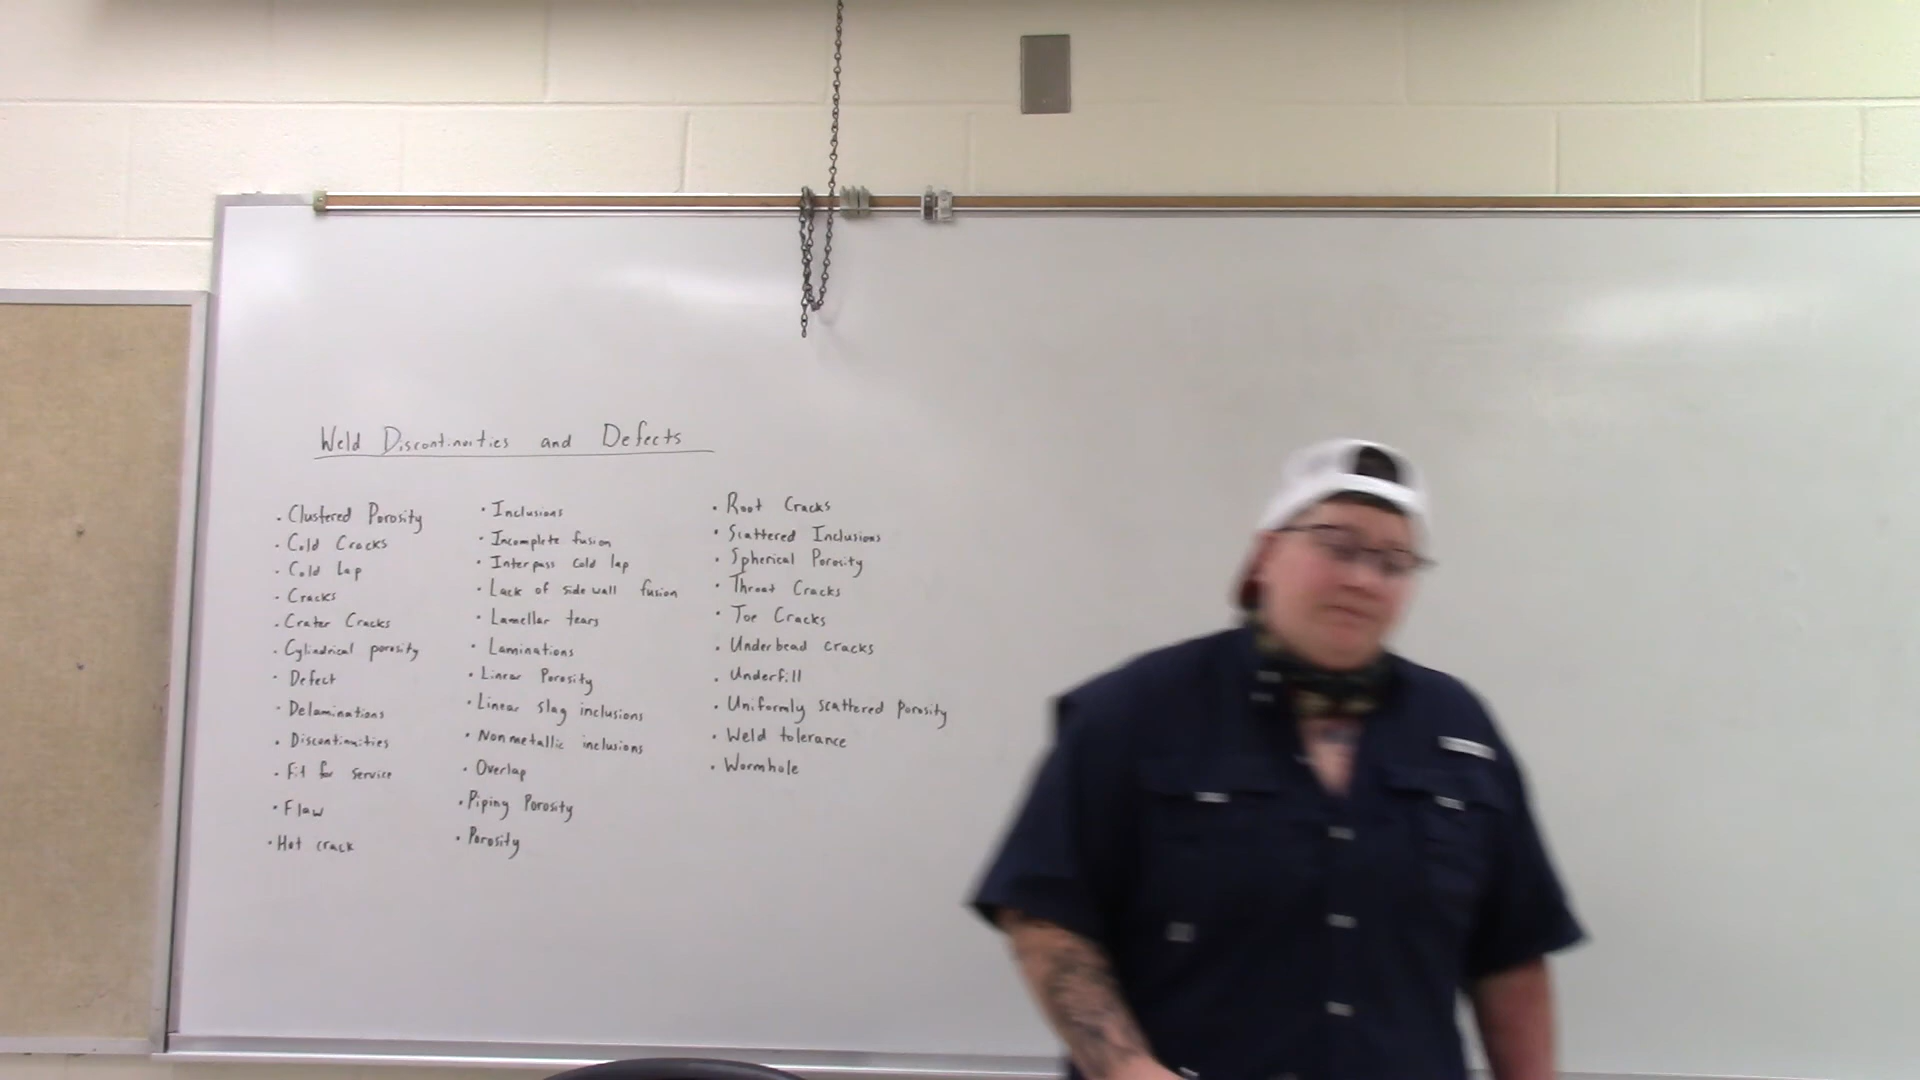 Weld Discontinuities and Defects
• Clustered Porosity
• Cold Cracks
• Cold Lap
• Cracks
• Crater Cracks
• Cylindrical porosity
• Defect
• Delaminations
• Discontinuities
• Fit for service
• Flaw
• Hot crack
• Inclusions
• Incomplete fusion
• Interpass cold lap
• Lack of side wall fusion
• Lamellar tears
• Laminations
• Linear Porosity
• Linear slag inclusions
• Nonmetallic inclusions
• Overlap
• Piping Porosity
• Porosity
• Root Cracks
• Scattered Inclusions
• Spherical Porosity
• Throat Cracks
• Toe Cracks
• Underbead cracks
• Underfill
• Uniformly scattered porosity
• Weld tolerance
• Wormhole